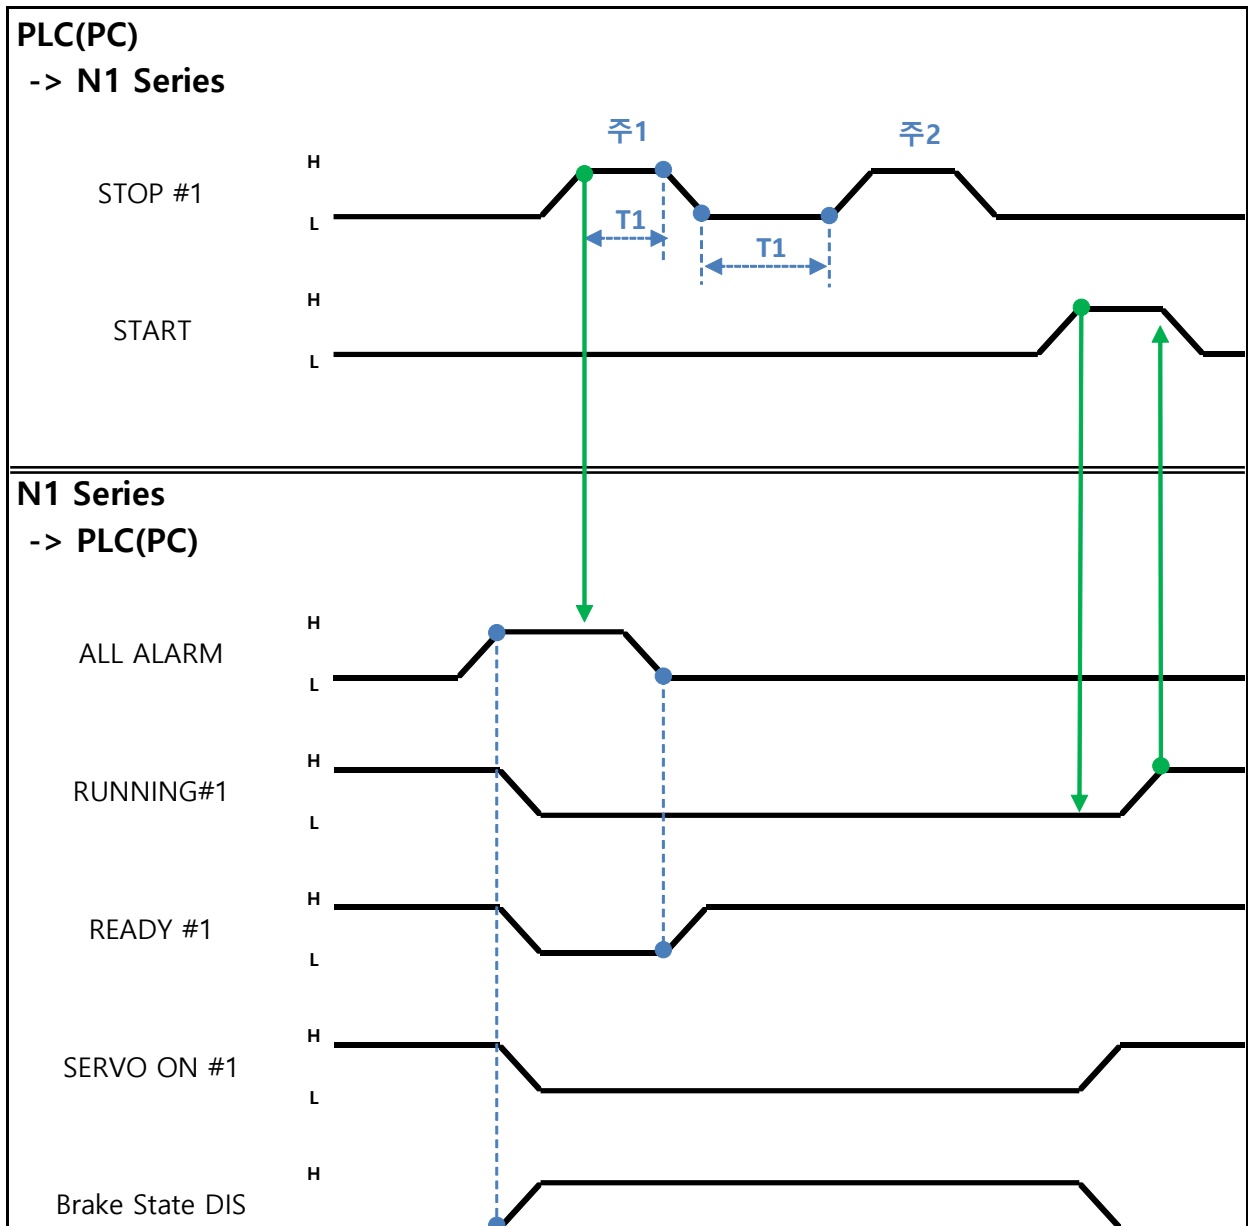 PLC(PC)
-> N1 Series
주1
주2
H
STOP #1
L
T1
T1
H
START
L
N1 Series
-> PLC(PC)
H
ALL ALARM
L
H
RUNNING#1
L
H
READY #1
L
H
SERVO ON #1
L
H
Brake State DIS